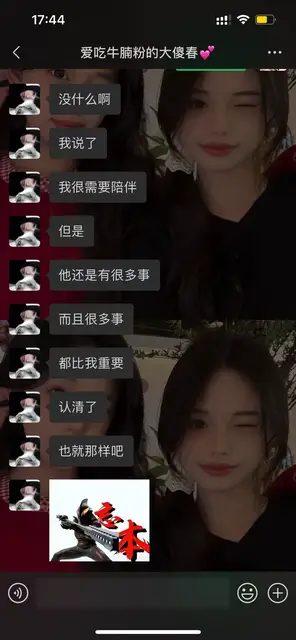 17:44
爱吃牛腩粉的大傻春💕
没什么啊
我说了
我很需要陪伴
但是
他还是有很多事
而且很多事
都比我重要
认清了
也就那样吧
忘本